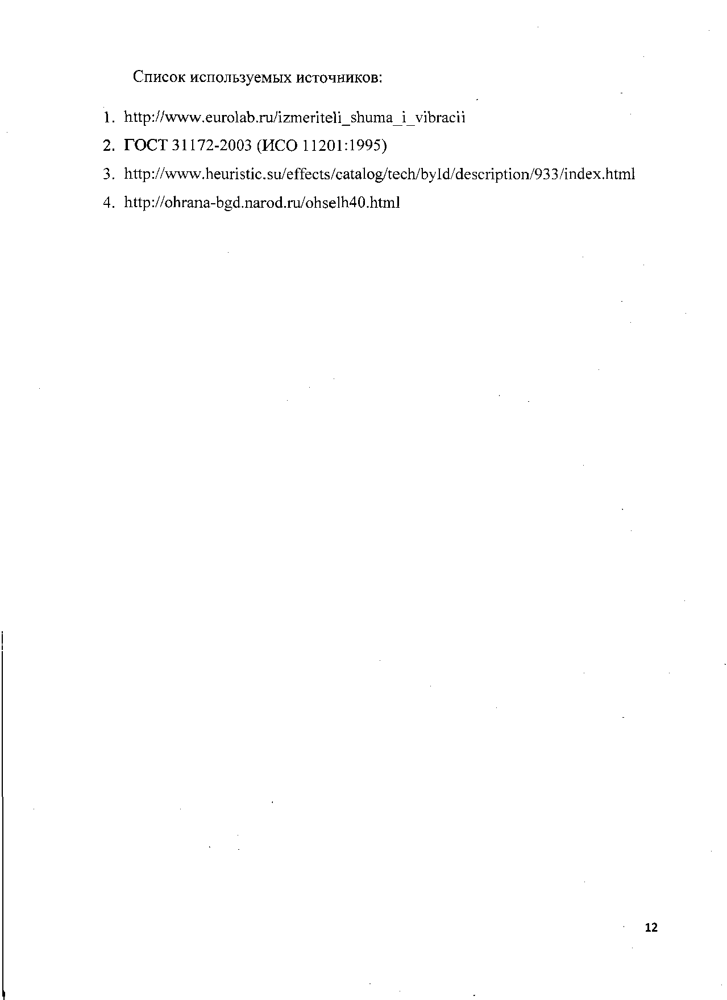 Список используемых источников:
1. http://www.eurolab.ru/izmeriteli_shuma_i_vibracii
2. ГОСТ 31172-2003 (ИСО 11201:1995)
3. http://www.heuristic.su/effects/catalog/tech/byId/description/933/index.html
4. http://ohrana-bgd.narod.ru/ohselh40.html
12